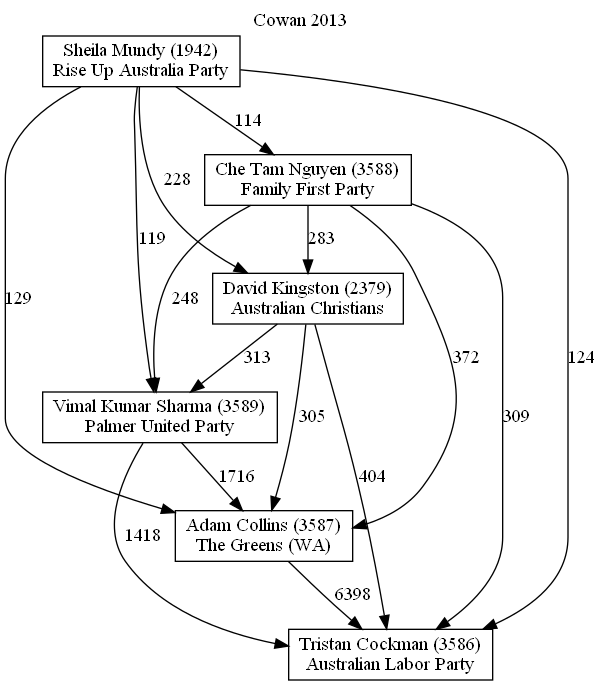 Cowan 2013
Sheila Mundy (1942)
Rise Up Australia Party
114
Che Tam Nguyen (3588)
Family First Party
228
119
283
248
David Kingston (2379)
Australian Christians
129
313
372
124
Vimal Kumar Sharma (3589)
Palmer United Party
305
309
1716
404
Adam Collins (3587)
The Greens (WA)
1418
6398
Tristan Cockman (3586)
Australian Labor Party